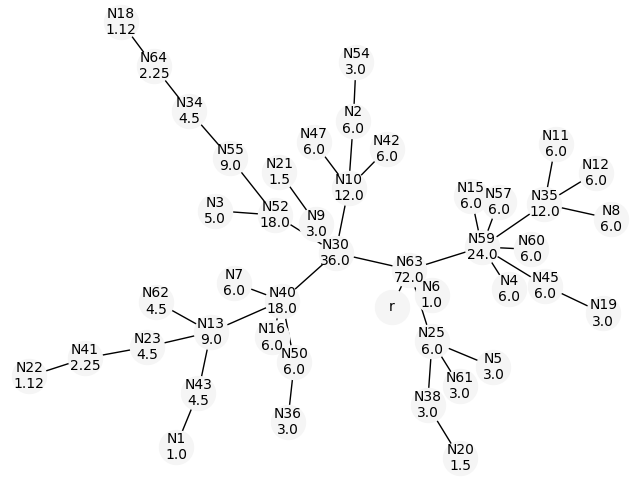 N18
1.12
N64
2.25
N54
3.0
N34
4.5
N2
6.0
N47
6.0
N42
6.0
N11
6.0
N55
9.0
N21
1.5
N12
6.0
N10
12.0
N15
6.0
N57
6.0
N35
12.0
N3
5.0
N52
18.0
N9
3.0
N8
6.0
N30
36.0
N59
24.0
N60
6.0
N63
72.0
N7
6.0
N6
1.0
N4
6.0
N45
6.0
N62
4.5
N40
18.0
r
N19
3.0
N13
9.0
N16
6.0
N23
4.5
N25
6.0
N41
2.25
N50
6.0
N5
3.0
N22
1.12
N61
3.0
N43
4.5
N38
3.0
N36
3.0
N1
1.0
N20
1.5